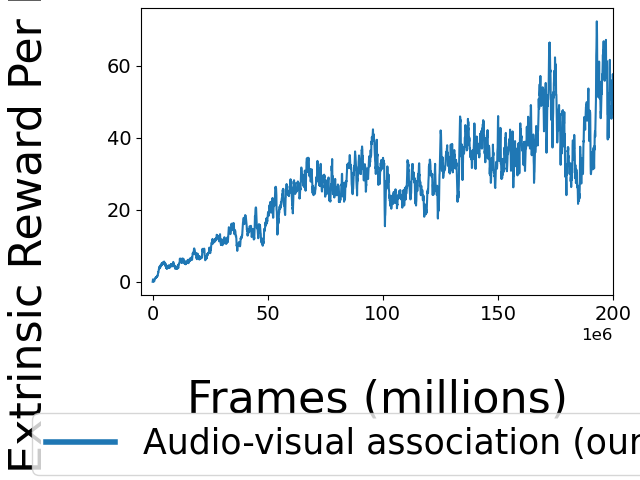 Extrinsic Reward Per
60
40
20
0
0 50 100 150 200
1e6
Frames (millions)
Audio-visual association (our